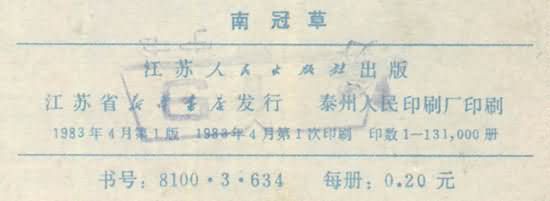 南冠草
江苏人民出版社出版
江苏省新华书店发行 泰州人民印刷厂印刷
1983年4月第1版 1983年4月第1次印刷 印数1—131,000册
书号：8100·3·634 每册：0.20元